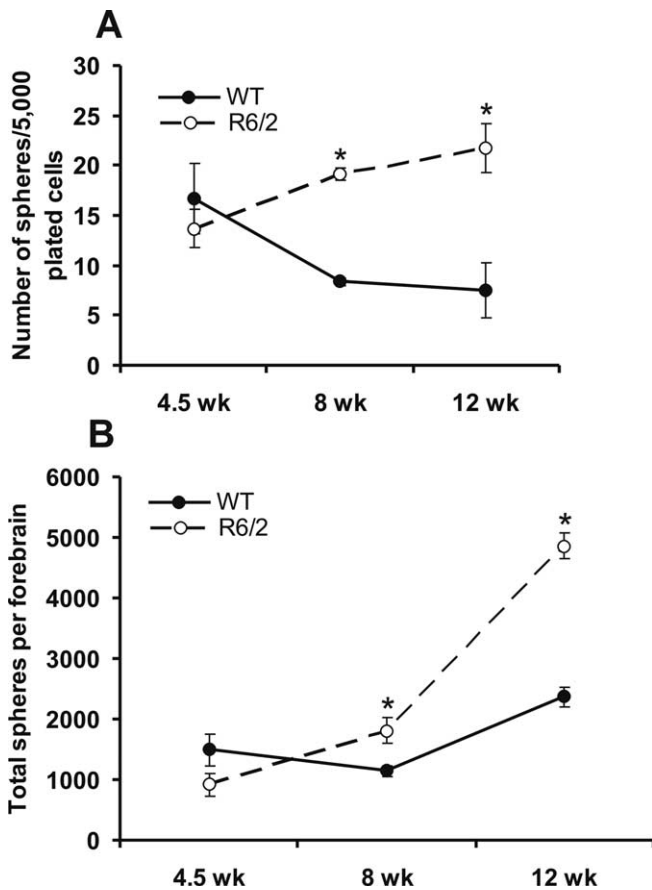 A
Number of spheres/5,000
plated cells
30
25
20
15
10
5
0
WT
R6/2
*
*
4.5 wk
8 wk
12 wk
B
Total spheres per forebrain
6000
5000
4000
3000
2000
1000
0
WT
R6/2
*
*
4.5 wk
8 wk
12 wk